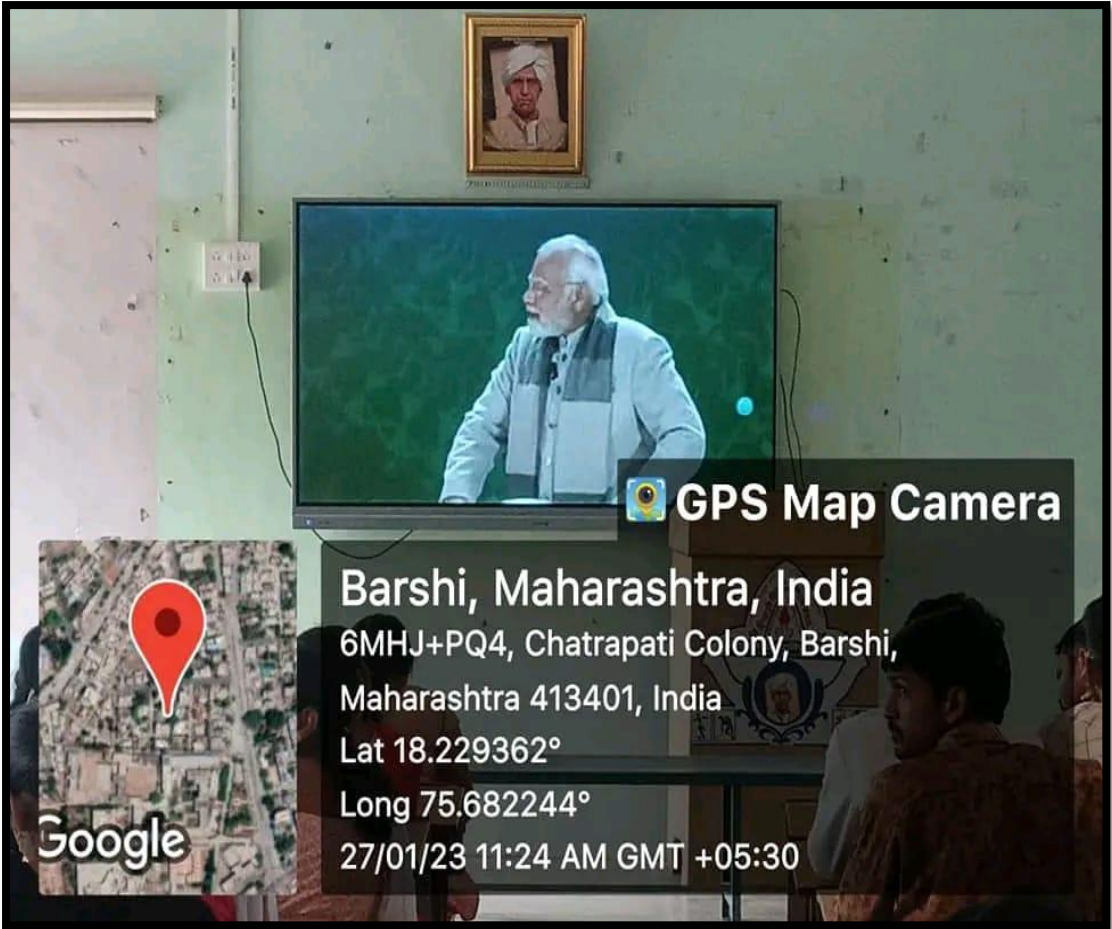 GPS Map Camera
Barshi, Maharashtra, India
6MHJ+PQ4, Chatrapati Colony, Barshi,
Maharashtra 413401, India
Lat 18.229362°
Long 75.682244°
27/01/23 11:24 AM GMT +05:30
Google